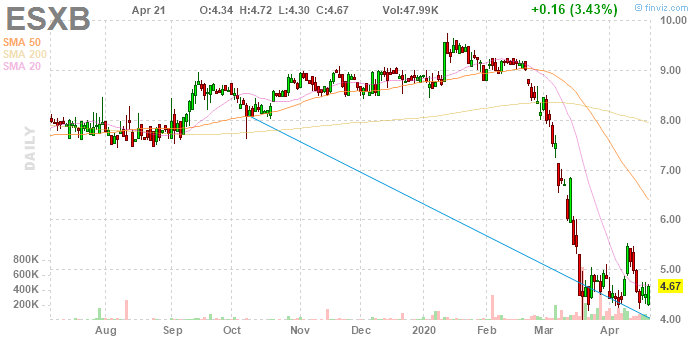 ESXB
Apr 21
O:4.34 H:4.72 L:4.30 C:4.67 Vol:47.99K
+0.16 (3.43%)
© finviz.com
SMA 50
SMA 200
SMA 20
DAILY
10.00
9.00
8.00
7.00
6.00
5.00
4.67
4.00
800K
600K
400K
200K
Aug Sep Oct Nov Dec 2020 Feb Mar Apr